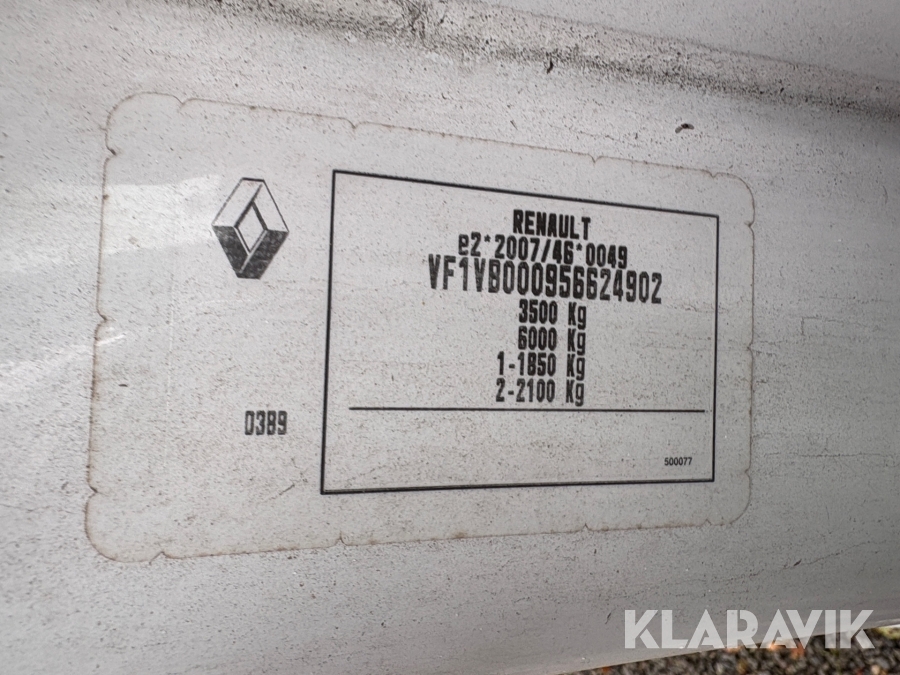 RENAULT
e2*2007/46*0049
VF1VB000956624902
3500 Kg
6000 Kg
1-1850 Kg
2-2100 Kg
0389
500077
KLARAVIK